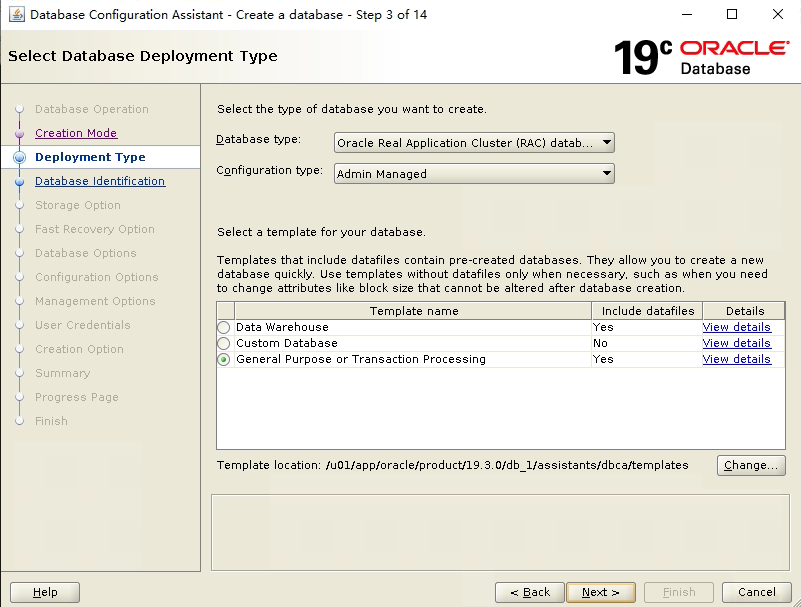 Database Configuration Assistant - Create a database - Step 3 of 14
Select Database Deployment Type
19c ORACLE
Database
Database Operation
Creation Mode
Deployment Type
Database Identification
Storage Option
Fast Recovery Option
Database Options
Configuration Options
Management Options
User Credentials
Creation Option
Summary
Progress Page
Finish
Select the type of database you want to create.
Database type: Oracle Real Application Cluster (RAC) datab...
Configuration type: Admin Managed
Select a template for your database.
Templates that include datafiles contain pre-created databases. They allow you to create a new
database quickly. Use templates without datafiles only when necessary, such as when you need
to change attributes like block size that cannot be altered after database creation.
Template name Include datafiles Details
Data Warehouse Yes View details
Custom Database No View details
General Purpose or Transaction Processing Yes View details
Template location: /u01/app/oracle/product/19.3.0/db_1/assistants/dbca/templates Change...
Help < Back Next > Finish Cancel